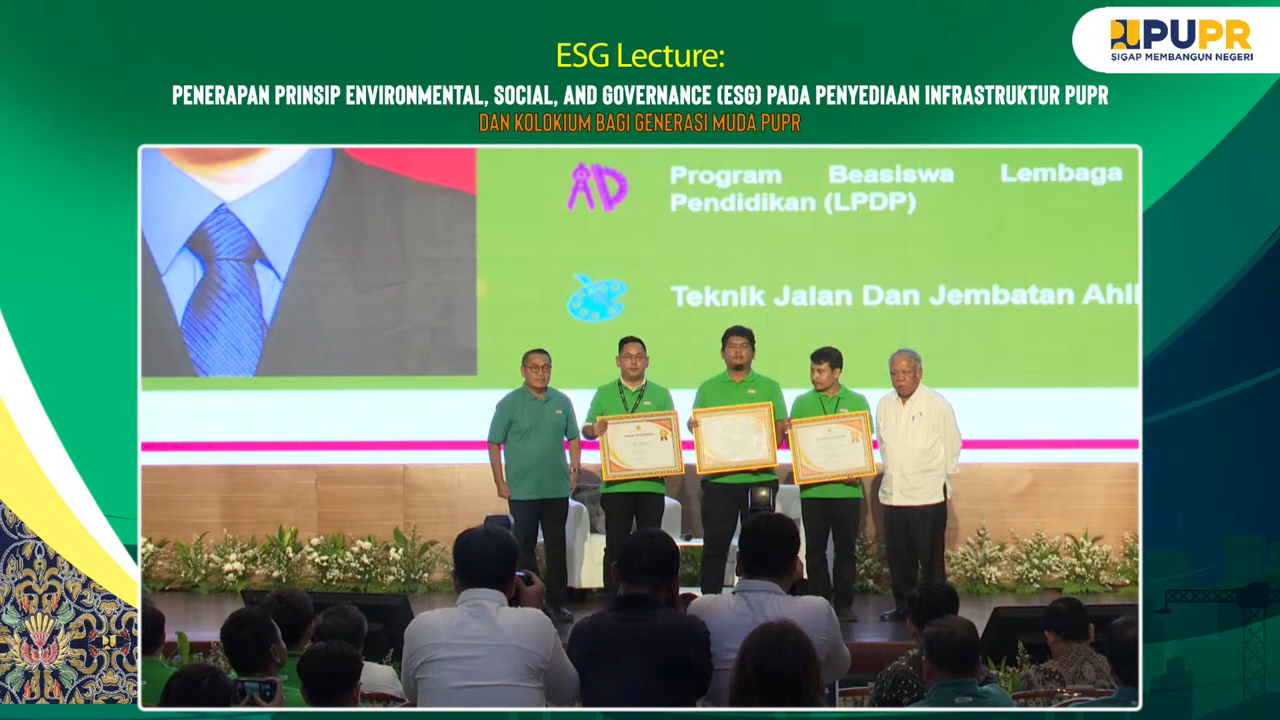 PUPR
SIGAP MEMBANGUN NEGERI
ESG Lecture:
PENERAPAN PRINSIP ENVIRONMENTAL, SOCIAL, AND GOVERNANCE (ESG) PADA PENYEDIAAN INFRASTRUKTUR PUPR
DAN KOLOKIUM BAGI GENERASI MUDA PUPR
Program Beasiswa Lembaga
Pendidikan (LPDP)
Teknik Jalan Dan Jembatan Ahli